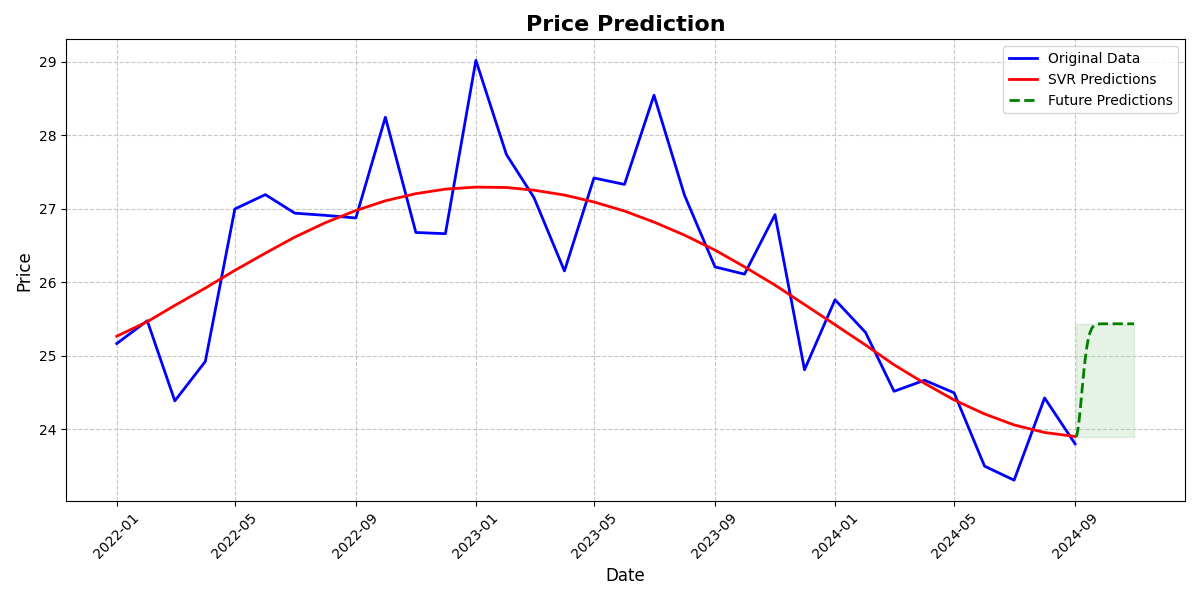 Price Prediction
Original Data
SVR Predictions
Future Predictions
Price
29
28
27
26
25
24
2022-01
2022-05
2022-09
2023-01
2023-05
2023-09
2024-01
2024-05
2024-09
Date